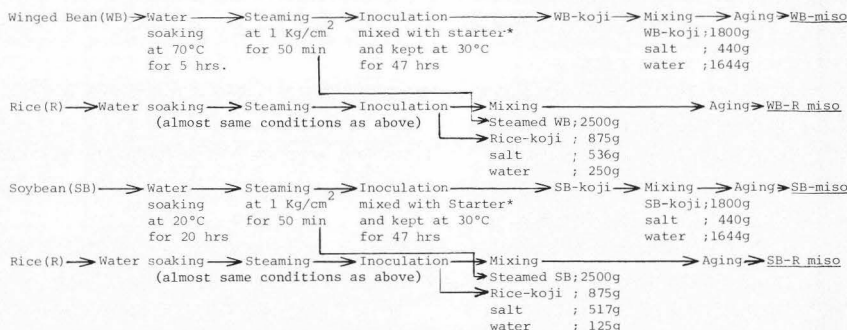 Winged Bean(WB) → Water → Steaming → Inoculation → WB-koji → Mixing → Aging → WB-miso
soaking at 1 Kg/cm² mixed with starter* WB-koji;1800g
at 70°C for 50 min and kept at 30°C salt ; 440g
for 5 hrs. for 47 hrs water ;1644g
Rice(R) → Water soaking → Steaming → Inoculation → Mixing → Aging → WB-R miso
(almost same conditions as above) Steamed WB;2500g
Rice-koji ; 875g
salt ; 536g
water ; 250g
Soybean(SB) → Water → Steaming → Inoculation → SB-koji → Mixing → Aging → SB-miso
soaking at 1 Kg/cm² mixed with Starter* SB-koji;1800g
at 20°C for 50 min and kept at 30°C salt ; 440g
for 20 hrs for 47 hrs water ;1644g
Rice(R) → Water soaking → Steaming → Inoculation → Mixing → Aging → SB-R miso
(almost same conditions as above) Steamed SB;2500g
Rice-koji ; 875g
salt ; 517g
water ; 125g